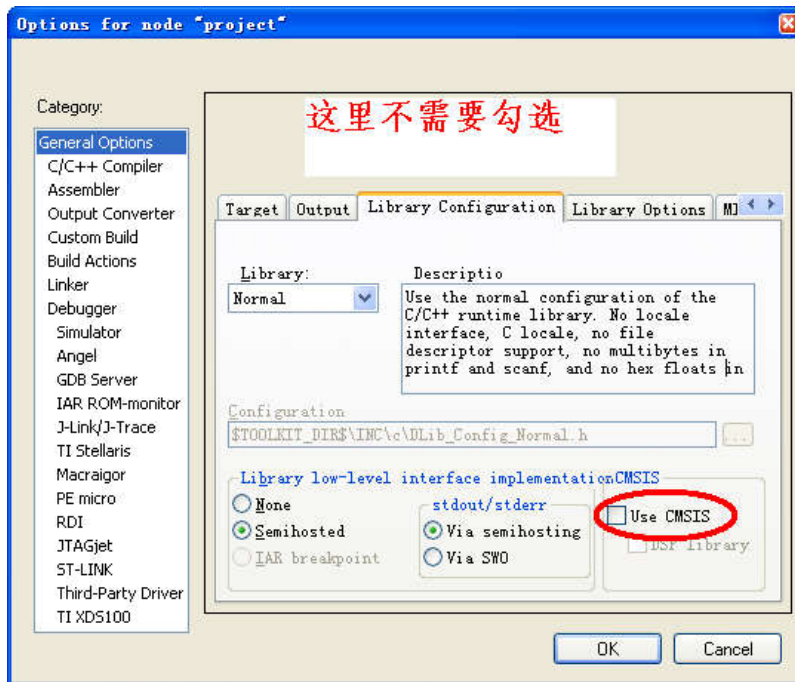 Options for node "project"
这里不需要勾选
Category:
General Options
C/C++ Compiler
Assembler
Output Converter
Custom Build
Build Actions
Linker
Debugger
Simulator
Angel
GDB Server
IAR ROM-monitor
J-Link/J-Trace
TI Stellaris
Macraigor
PE micro
RDI
JTAGjet
ST-LINK
Third-Party Driver
TI XDS100
Target Output Library Configuration Library Options MI
Library:
Normal
Descriptio
Use the normal configuration of the
C/C++ runtime library. No locale
interface, C locale, no file
descriptor support, no multibytes in
printf and scanf, and no hex floats in
Configuration
$TOOLKIT_DIR$\INC\c\DLib_Config_Normal.h
...
Library low-level interface implementation
None
Semihosted
IAR breakpoint
stdout/stderr
Via semihosting
Via SWO
CMSIS
Use CMSIS
DSP library
OK Cancel